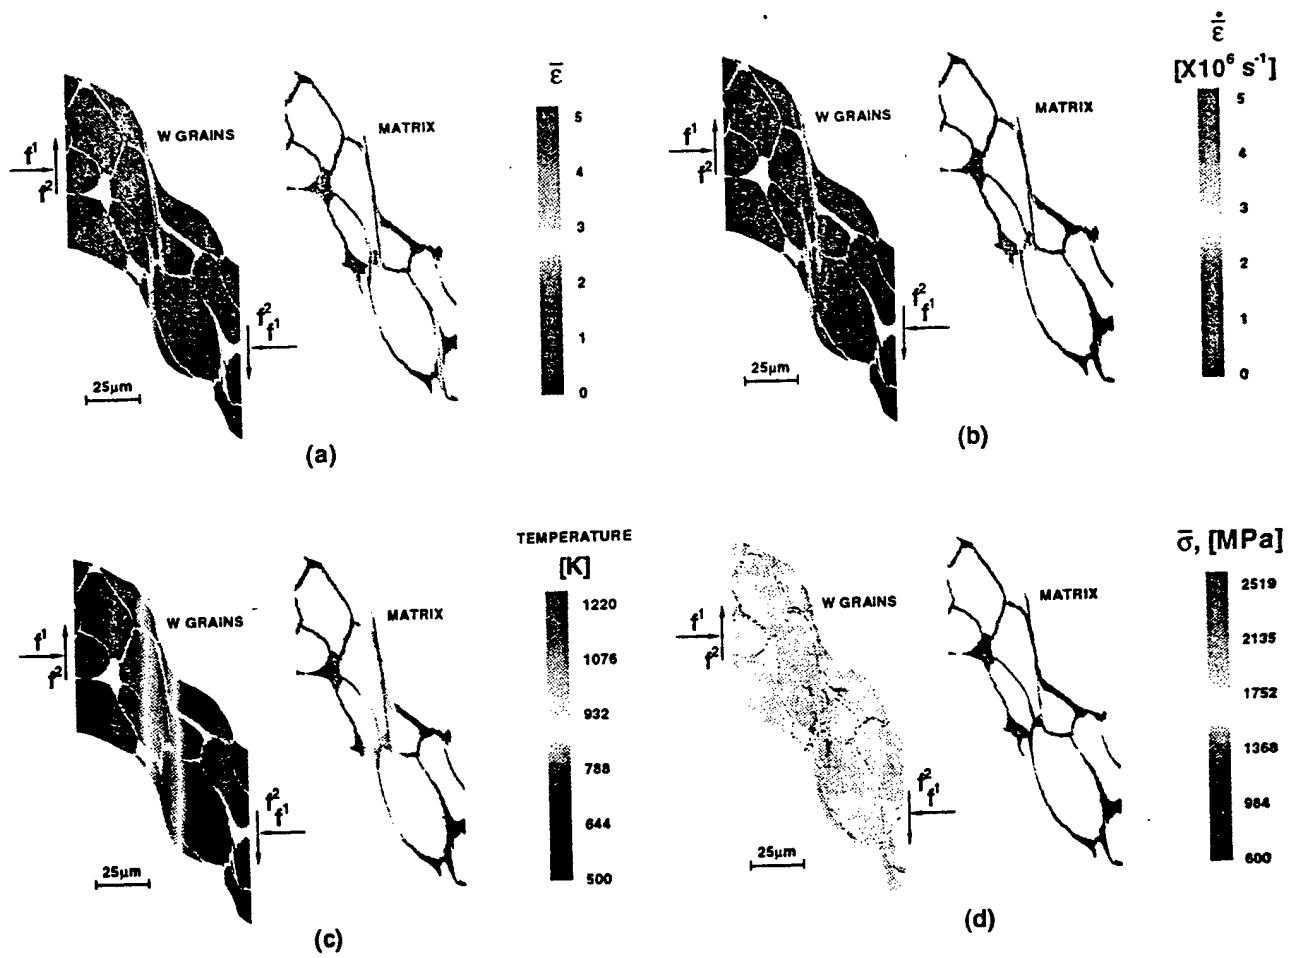 ε̄
5
4
3
2
1
0
W GRAINS
MATRIX
f¹
f²
f²
f¹
25μm
(a)
ε̄̇
[X10⁶ s⁻¹]
5
4
3
2
1
0
W GRAINS
MATRIX
f¹
f²
f²
f¹
25μm
(b)
TEMPERATURE
[K]
1220
1076
932
788
644
500
W GRAINS
MATRIX
f¹
f²
f²
f¹
25μm
(c)
σ̄, [MPa]
2519
2135
1752
1368
984
600
W GRAINS
MATRIX
f¹
f²
f²
f¹
25μm
(d)